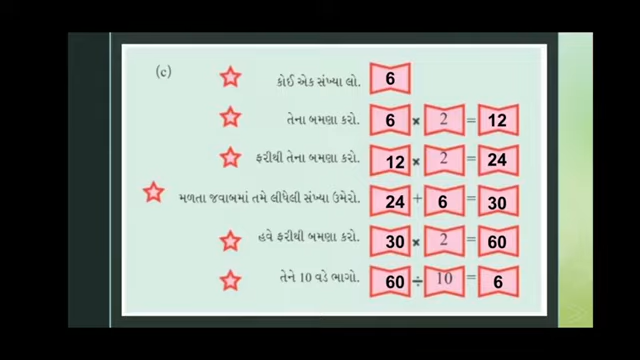 (c) કોઈ એક સંખ્યા લો. 6
તેના બમણા કરો. 6 × 2 = 12
ફરીથી તેના બમણા કરો. 12 × 2 = 24
મળતા જવાબમાં તમે લીધેલી સંખ્યા ઉમેરો. 24 + 6 = 30
હવે ફરીથી બમણા કરો. 30 × 2 = 60
તેને 10 વડે ભાગો. 60 ÷ 10 = 6